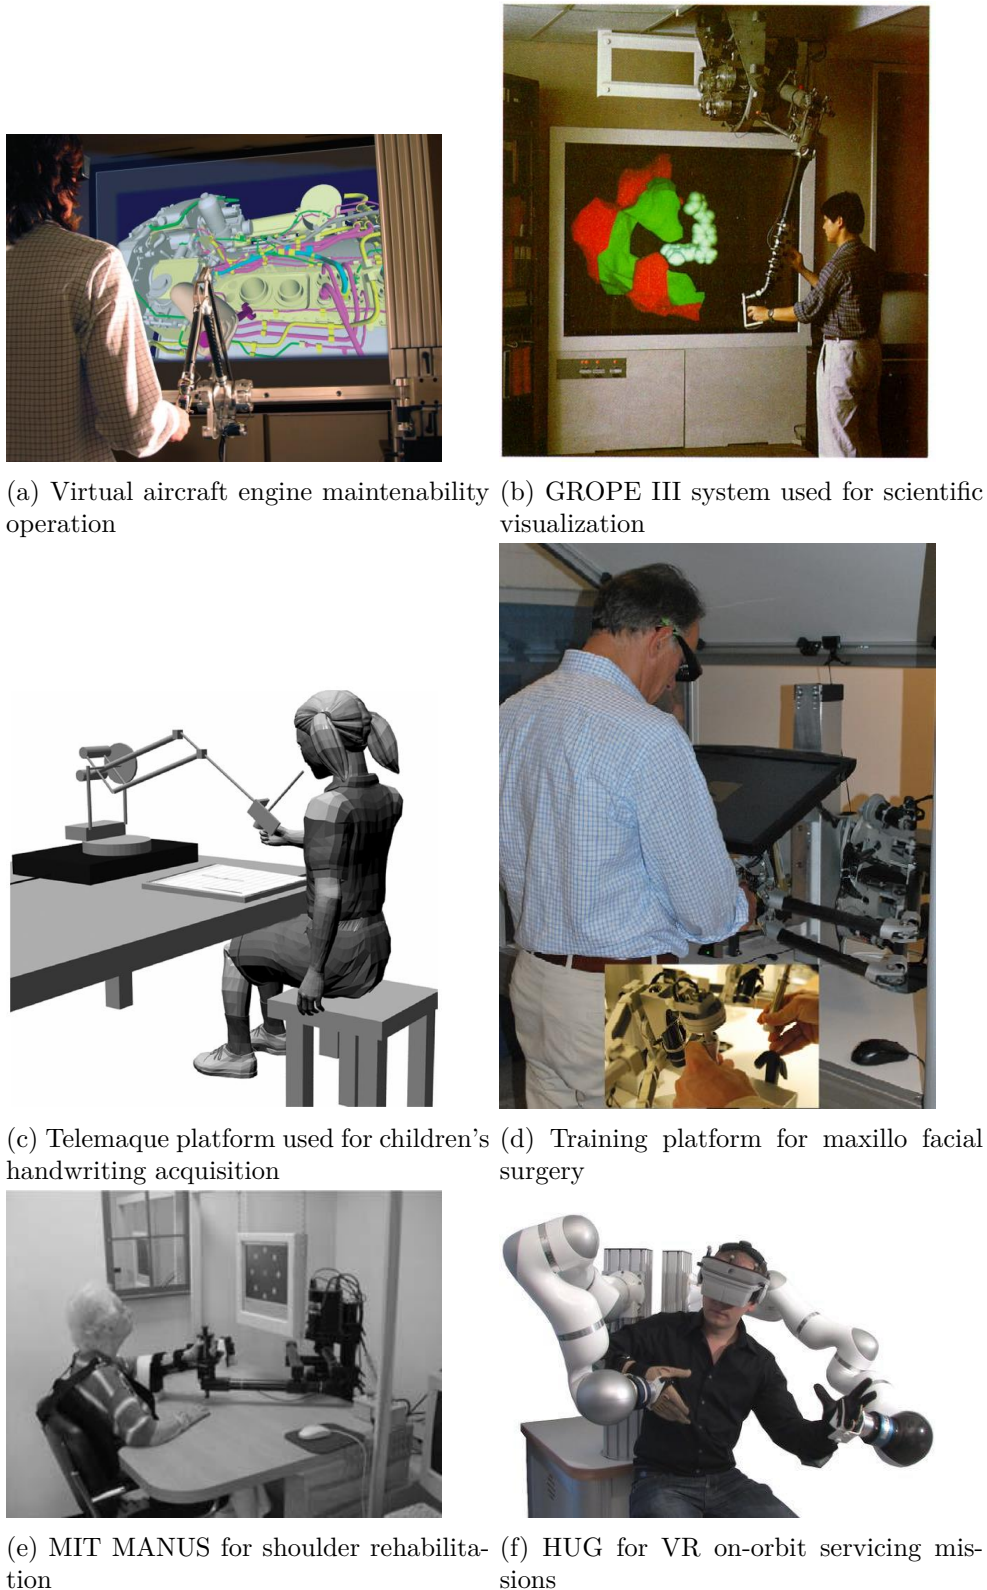 (a) Virtual aircraft engine maintenability
operation
(b) GROPE III system used for scientific
visualization
(c) Telemaque platform used for children's
handwriting acquisition
(d) Training platform for maxillo facial
surgery
(e) MIT MANUS for shoulder rehabilita-
tion
(f) HUG for VR on-orbit servicing mis-
sions